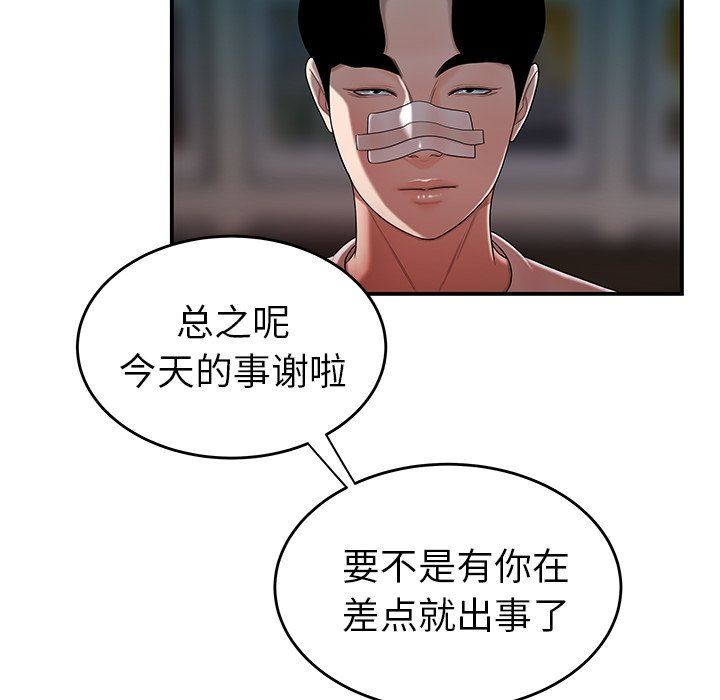 总之呢
今天的事谢啦
要不是有你在
差点就出事了